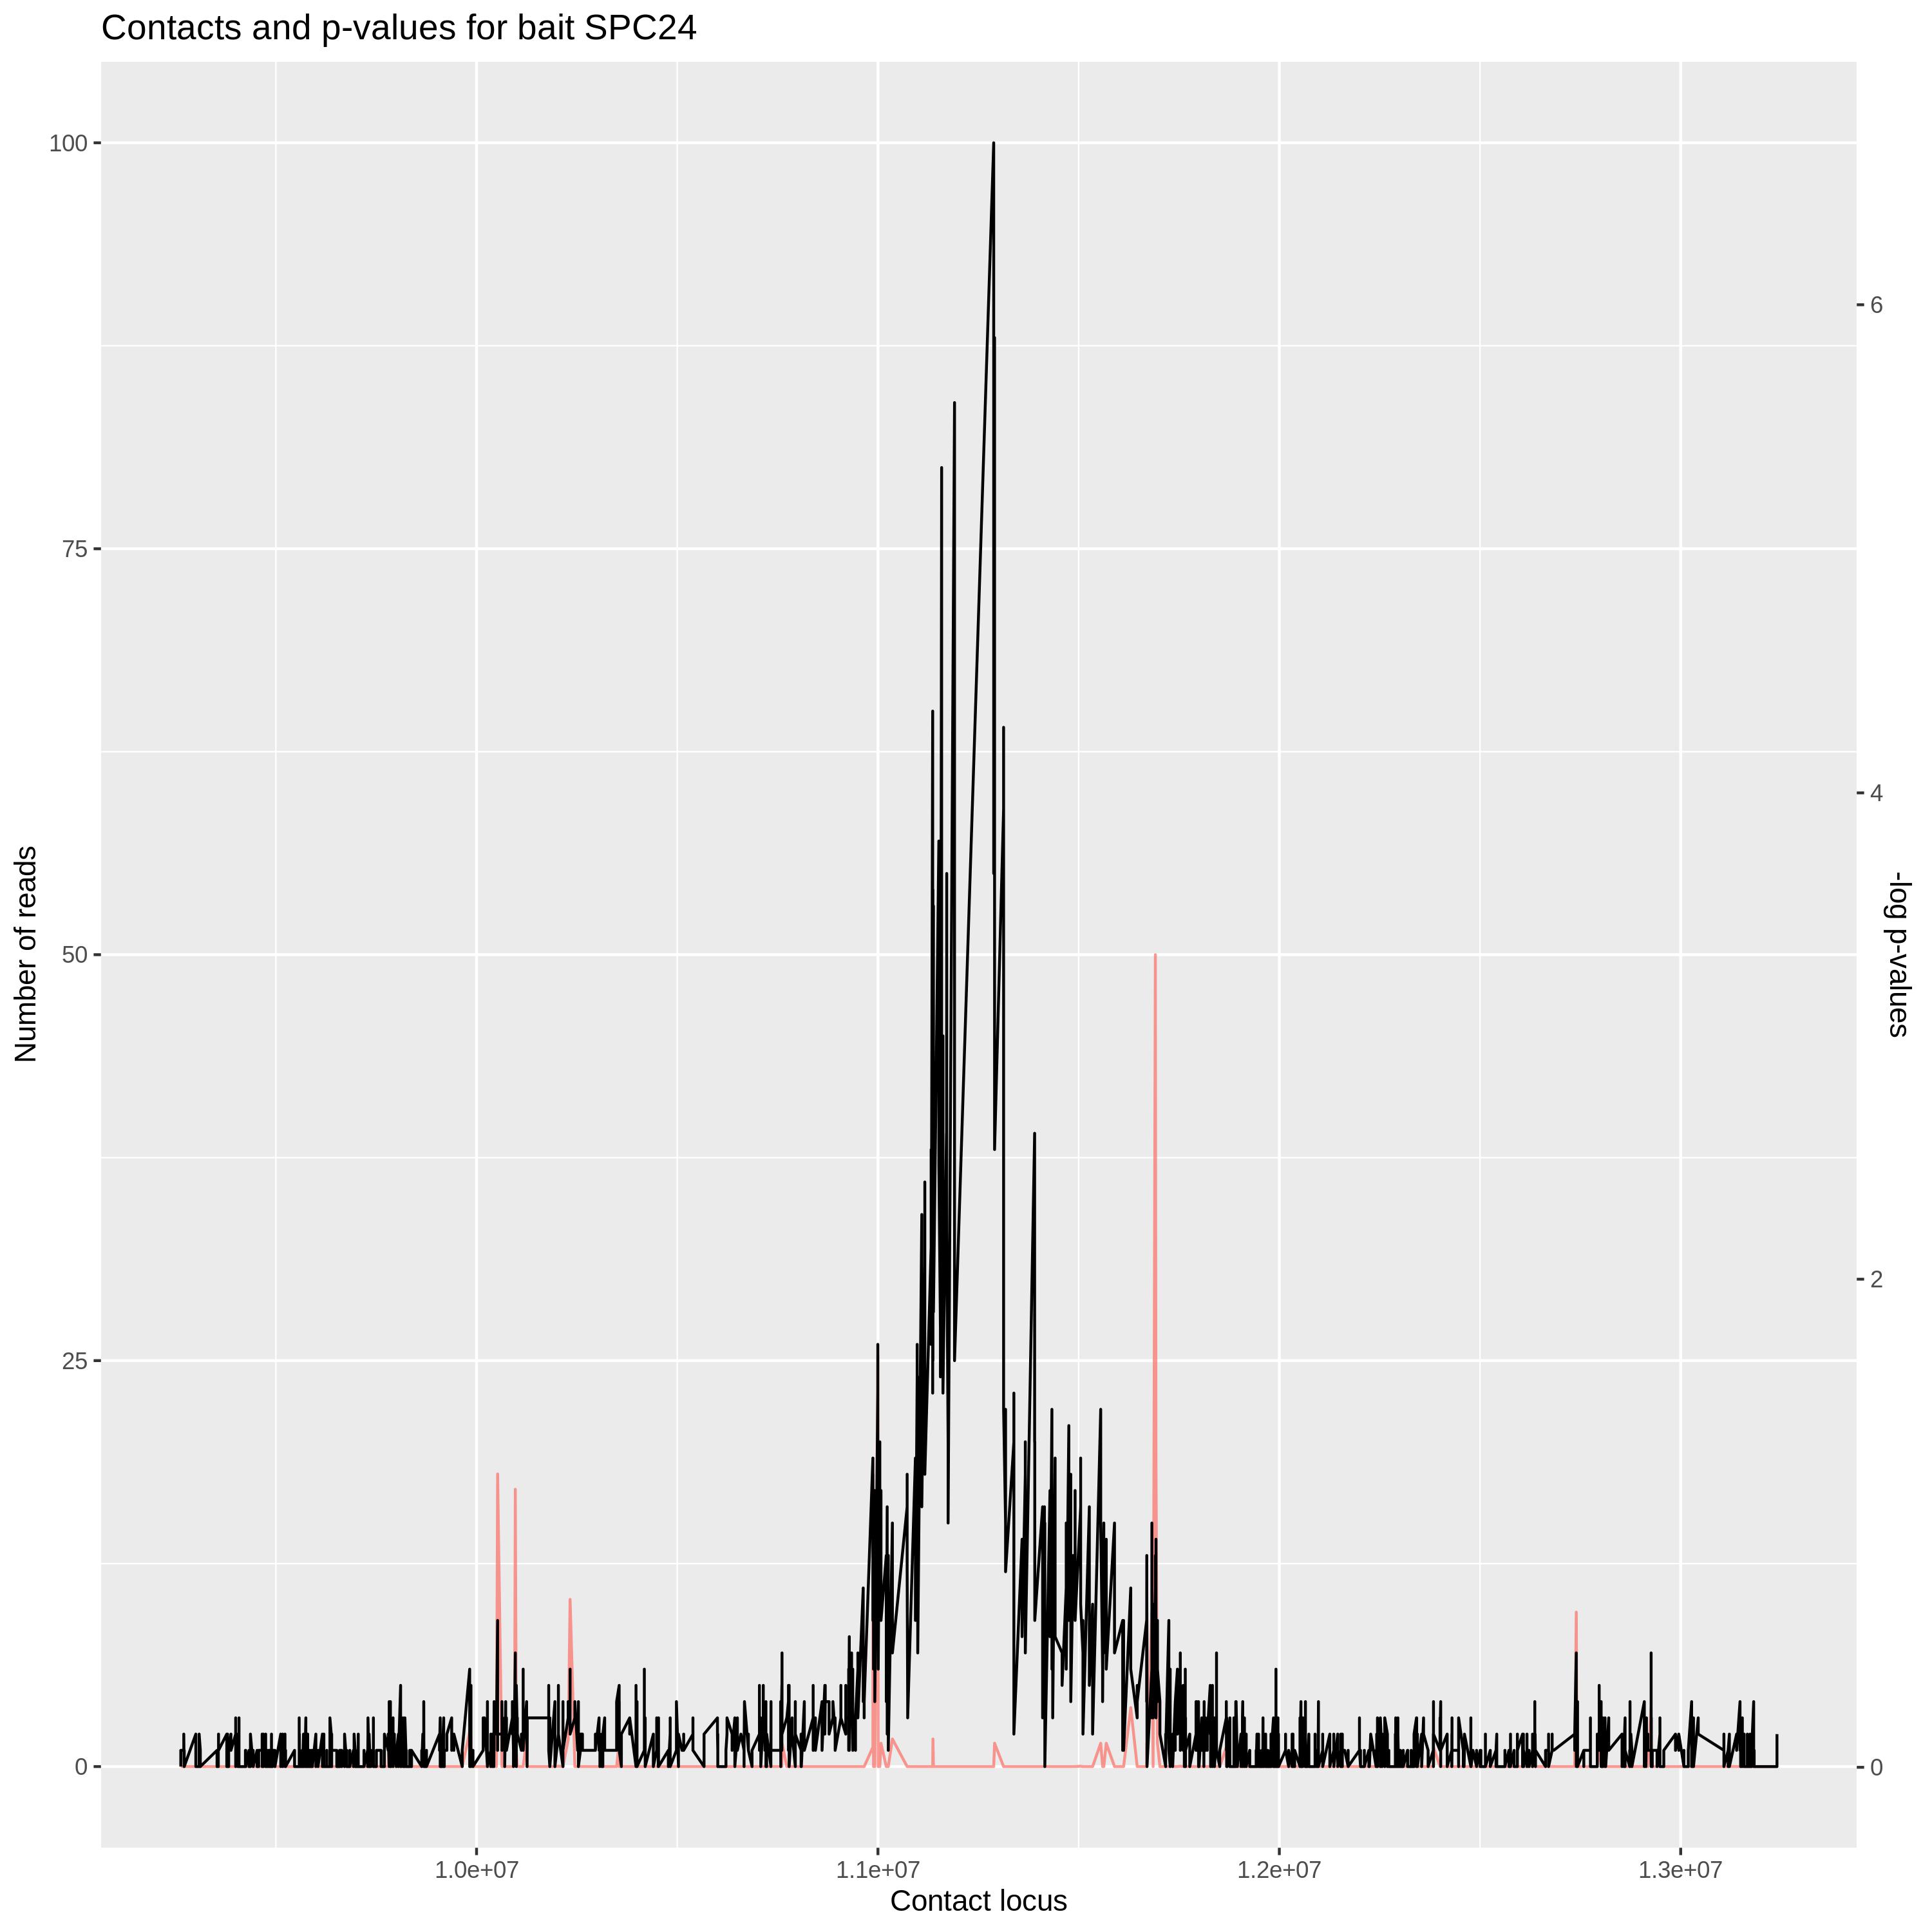 Contacts and p-values for bait SPC24
100
75
50
25
0
Number of reads
6
4
2
0
-log p-values
1.0e+07
1.1e+07
1.2e+07
1.3e+07
Contact locus